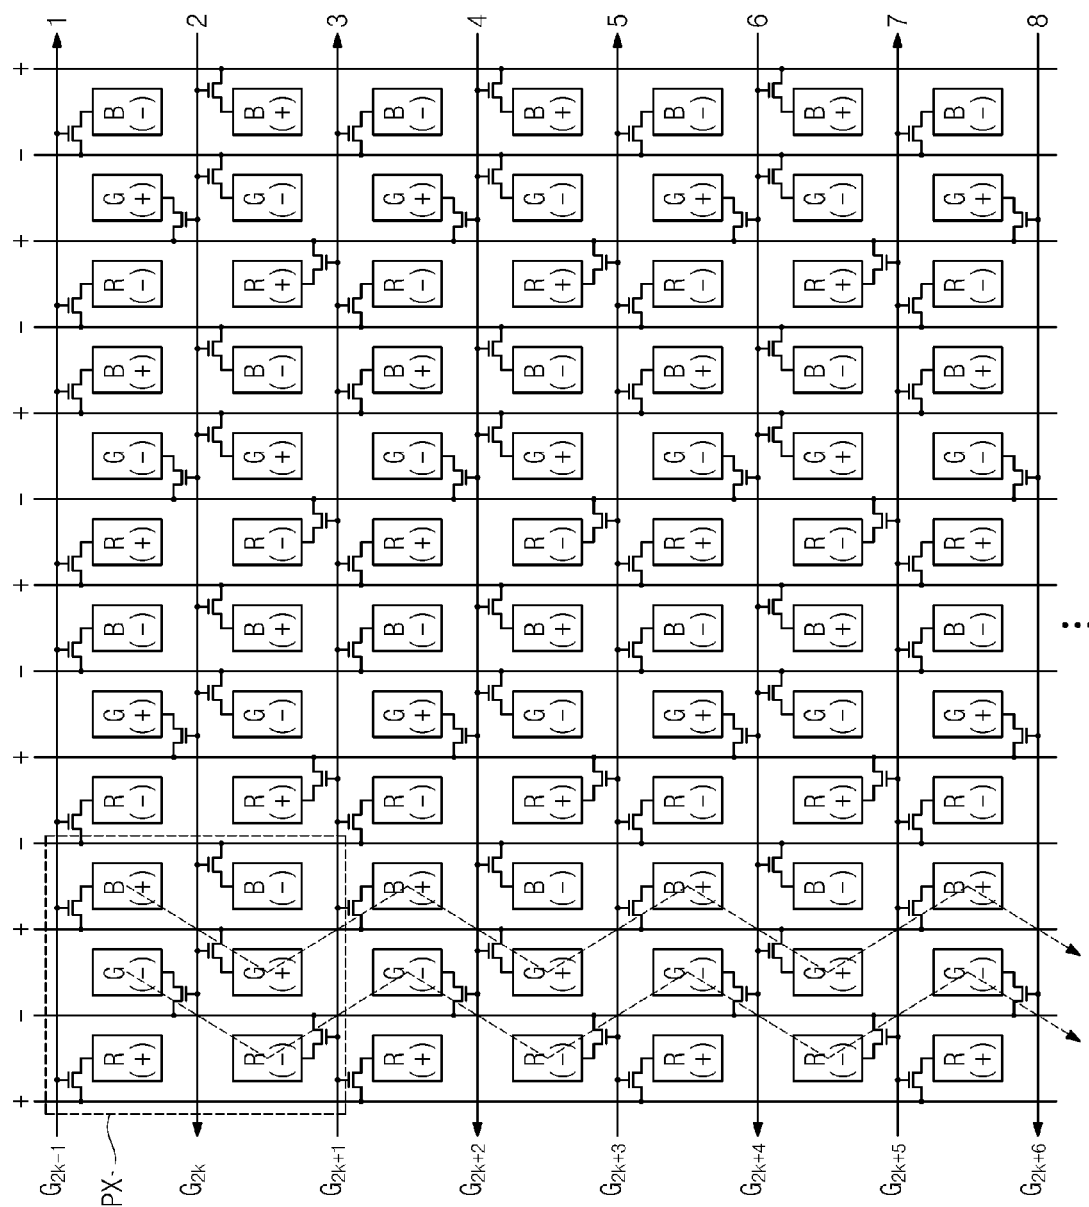 + - + - + - + - + - + - +
G2k-1 1
PX
R G B R G B R G B R G B
(+) (-) (+) (-) (+) (-) (+) (-) (+) (-) (+) (-)
G2k 2
R G B R G B R G B R G B
(-) (+) (-) (+) (-) (+) (-) (+) (-) (+) (-) (+)
G2k+1 3
R G B R G B R G B R G B
(+) (-) (+) (-) (+) (-) (+) (-) (+) (-) (+) (-)
G2k+2 4
R G B R G B R G B R G B
(-) (+) (-) (+) (-) (+) (-) (+) (-) (+) (-) (+)
G2k+3 5
R G B R G B R G B R G B
(+) (-) (+) (-) (+) (-) (+) (-) (+) (-) (+) (-)
G2k+4 6
R G B R G B R G B R G B
(-) (+) (-) (+) (-) (+) (-) (+) (-) (+) (-) (+)
G2k+5 7
R G B R G B R G B R G B
(+) (-) (+) (-) (+) (-) (+) (-) (+) (-) (+) (-)
G2k+6 8